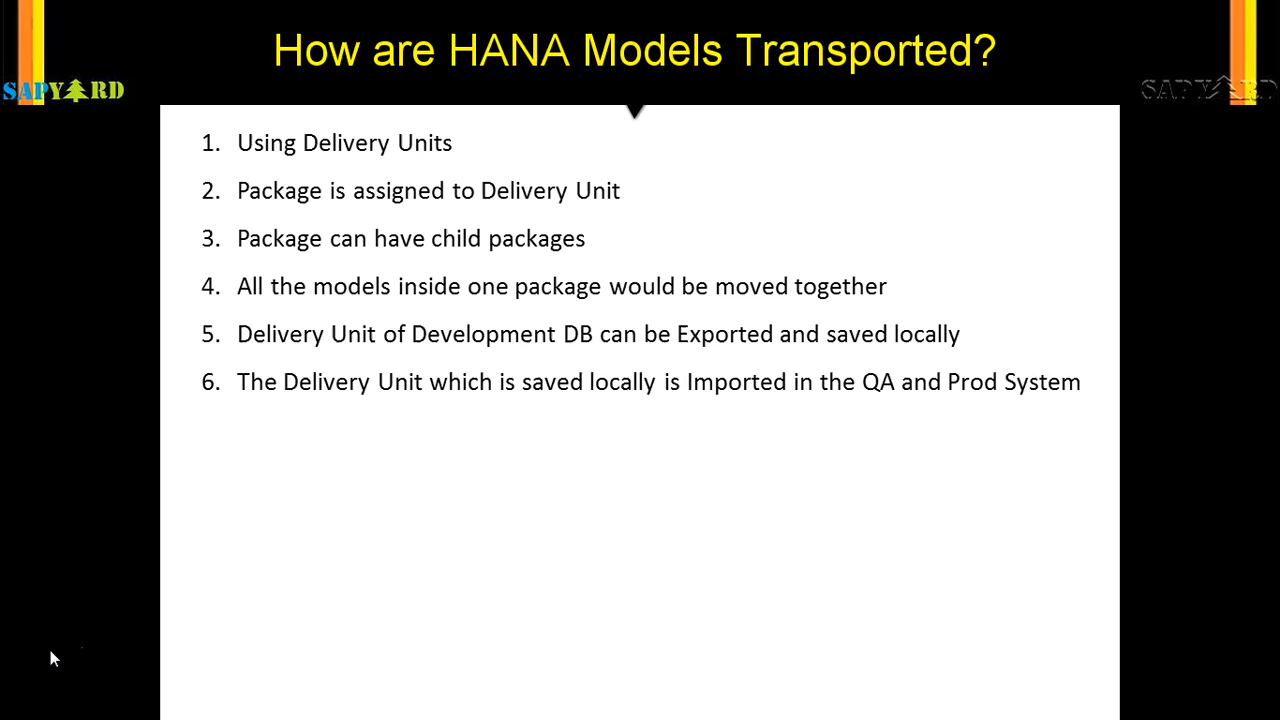 How are HANA Models Transported?
SAPYARD
SAPYARD
1. Using Delivery Units
2. Package is assigned to Delivery Unit
3. Package can have child packages
4. All the models inside one package would be moved together
5. Delivery Unit of Development DB can be Exported and saved locally
6. The Delivery Unit which is saved locally is Imported in the QA and Prod System